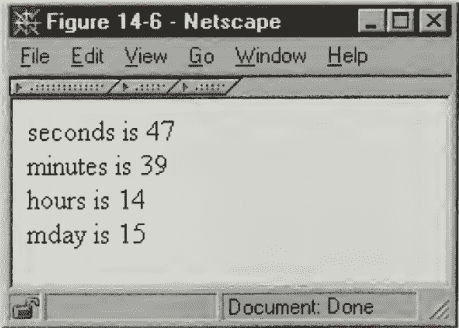 Figure 14-6 - Netscape
File Edit View Go Window Help
seconds is 47
minutes is 39
hours is 14
mday is 15
Document: Done